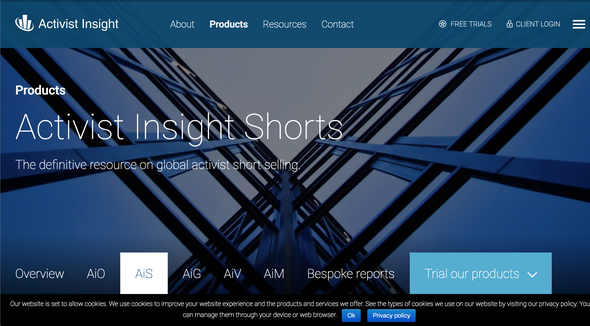 Activist Insight
About Products Resources Contact
FREE TRIALS CLIENT LOGIN
Products
Activist Insight Shorts
The definitive resource on global activist short selling.
Overview AiO AiS AiG AiV AiM Bespoke reports Trial our products
Our website is set to allow cookies. We use cookies to improve your website experience and the products and services we offer. See the types of cookies we use on our website by visiting our privacy policy. You
can manage them through your device or web browser. Ok Privacy policy